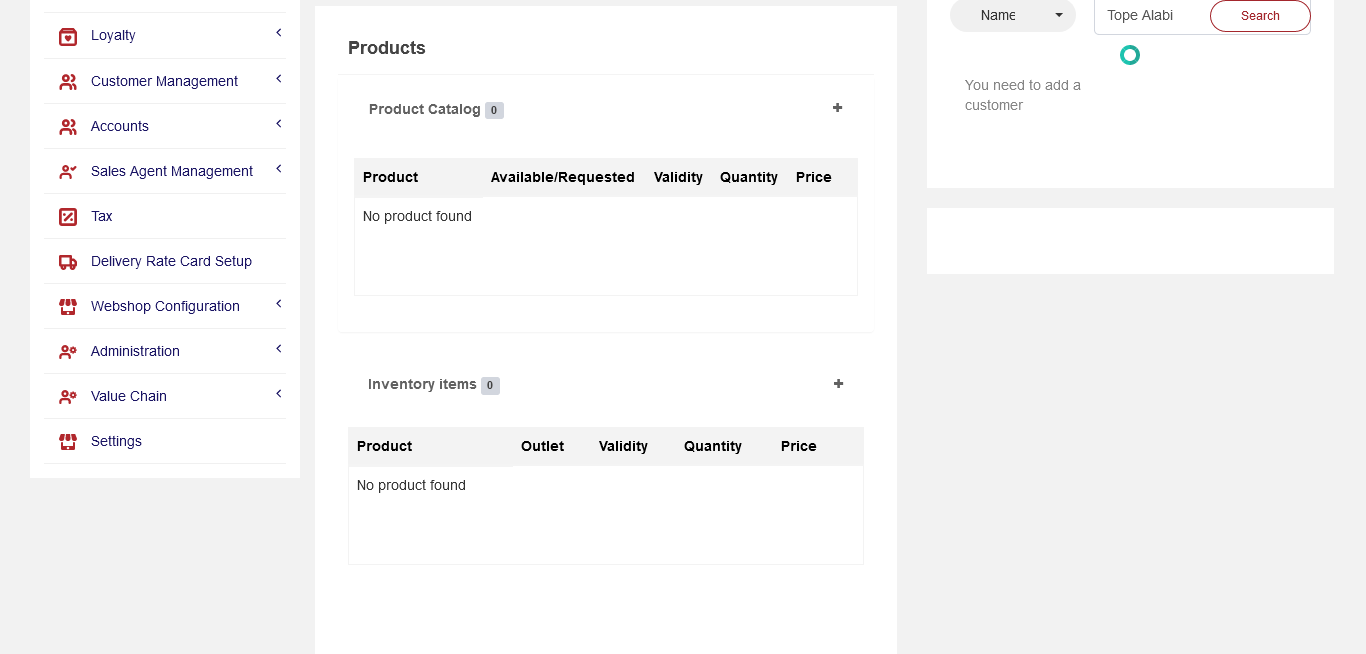 Loyalty
Customer Management
Accounts
Sales Agent Management
Tax
Delivery Rate Card Setup
Webshop Configuration
Administration
Value Chain
Settings
Products
Product Catalog 0
Product Available/Requested Validity Quantity Price
No product found
Inventory items 0
Product Outlet Validity Quantity Price
No product found
Name Tope Alabi Search
You need to add a
customer